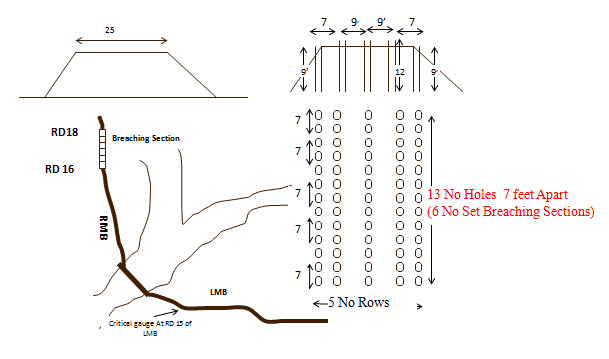 25
7 9 9' 7
9' 12 9'
RD18
Breaching Section
RD 16
RMB
7
7
7
7
7
13 No Holes 7 feet Apart
(6 No Set Breaching Sections)
5 No Rows
LMB
Critical gauge At RD 15 of
LMB